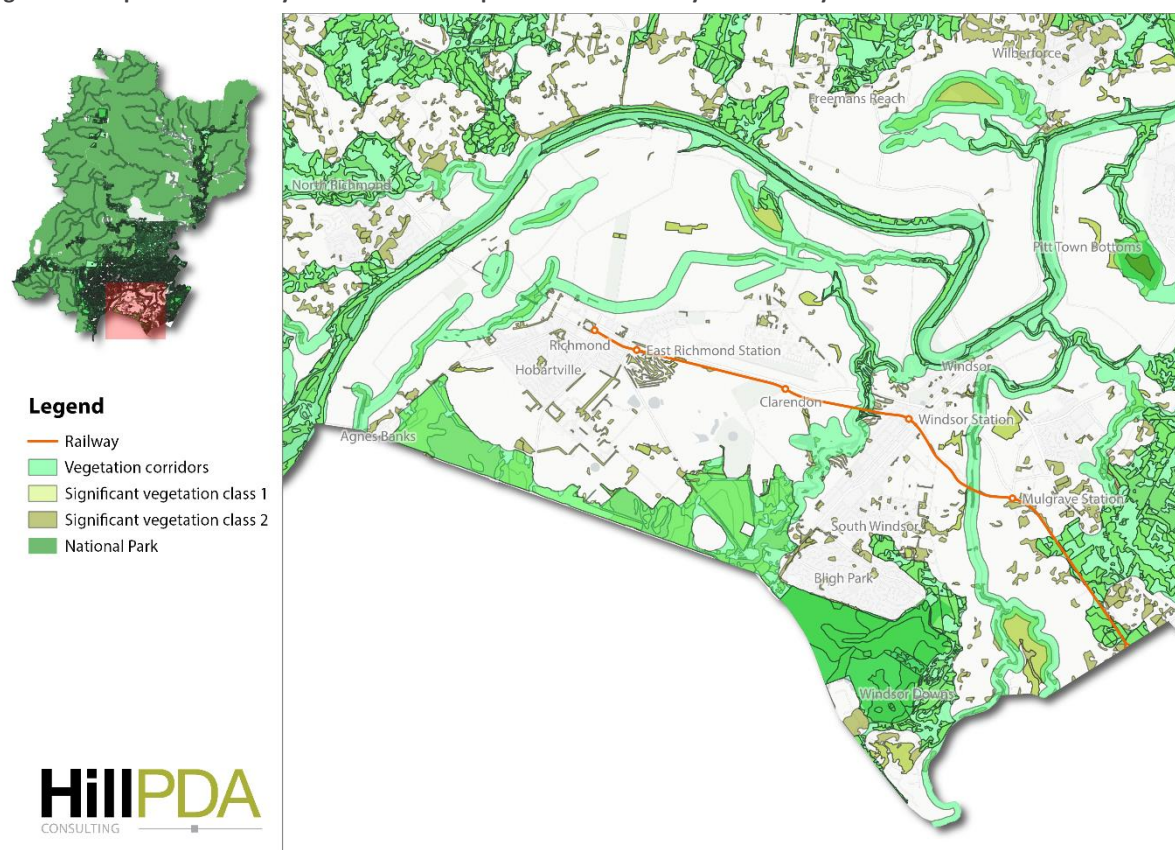 Wilberforce
Freemans Reach
North Richmond
Pitt Town Bottoms
Richmond
East Richmond Station
Hobartville
Windsor
Clarendon
Windsor Station
Agnes Banks
Mulgrave Station
South Windsor
Bligh Park
Windsor Downs
Legend
Railway
Vegetation corridors
Significant vegetation class 1
Significant vegetation class 2
National Park
HillPDA
CONSULTING